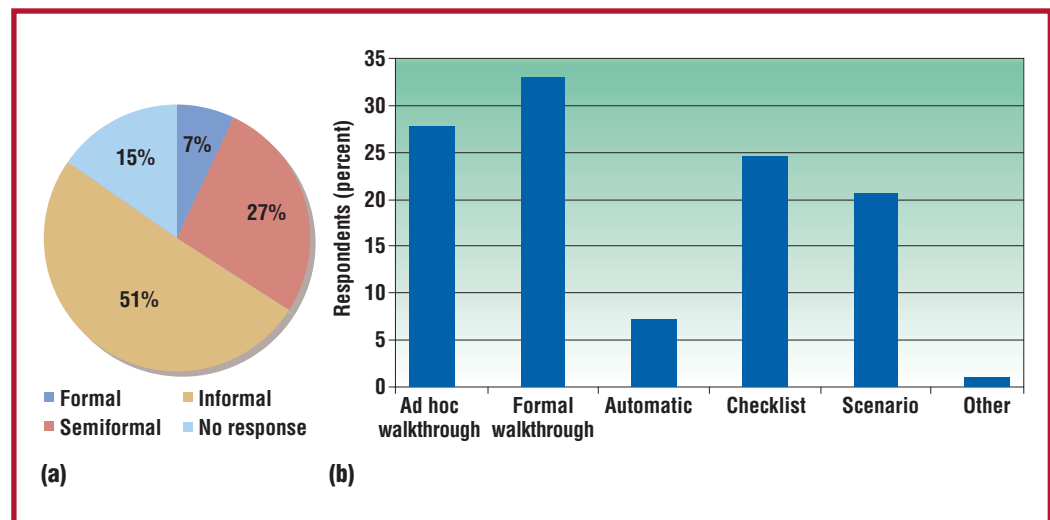 7%
15%
27%
51%
Formal
Informal
Semiformal
No response
(a)
Respondents (percent)
35
30
25
20
15
10
5
0
Ad hoc
walkthrough
Formal
walkthrough
Automatic
Checklist
Scenario
Other
(b)